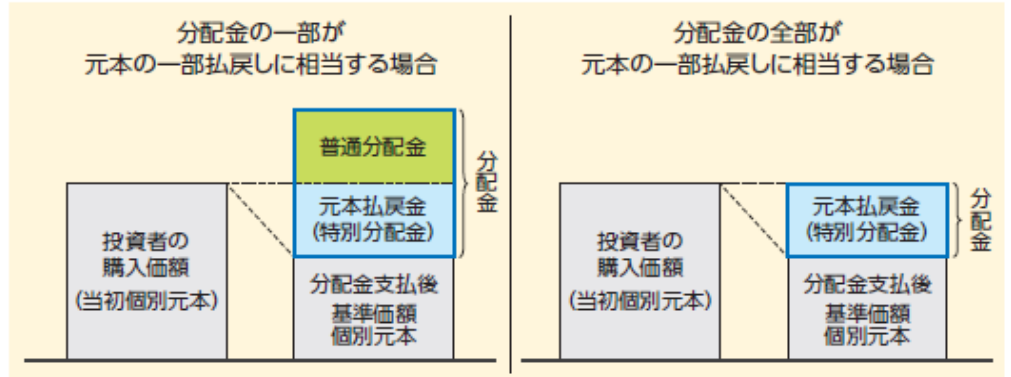 分配金の一部が
元本の一部払戻しに相当する場合
普通分配金
元本払戻金
(特別分配金)
分配金
投資者の
購入価額
(当初個別元本)
分配金支払後
基準価額
個別元本
分配金の全部が
元本の一部払戻しに相当する場合
元本払戻金
(特別分配金)
分配金
投資者の
購入価額
(当初個別元本)
分配金支払後
基準価額
個別元本